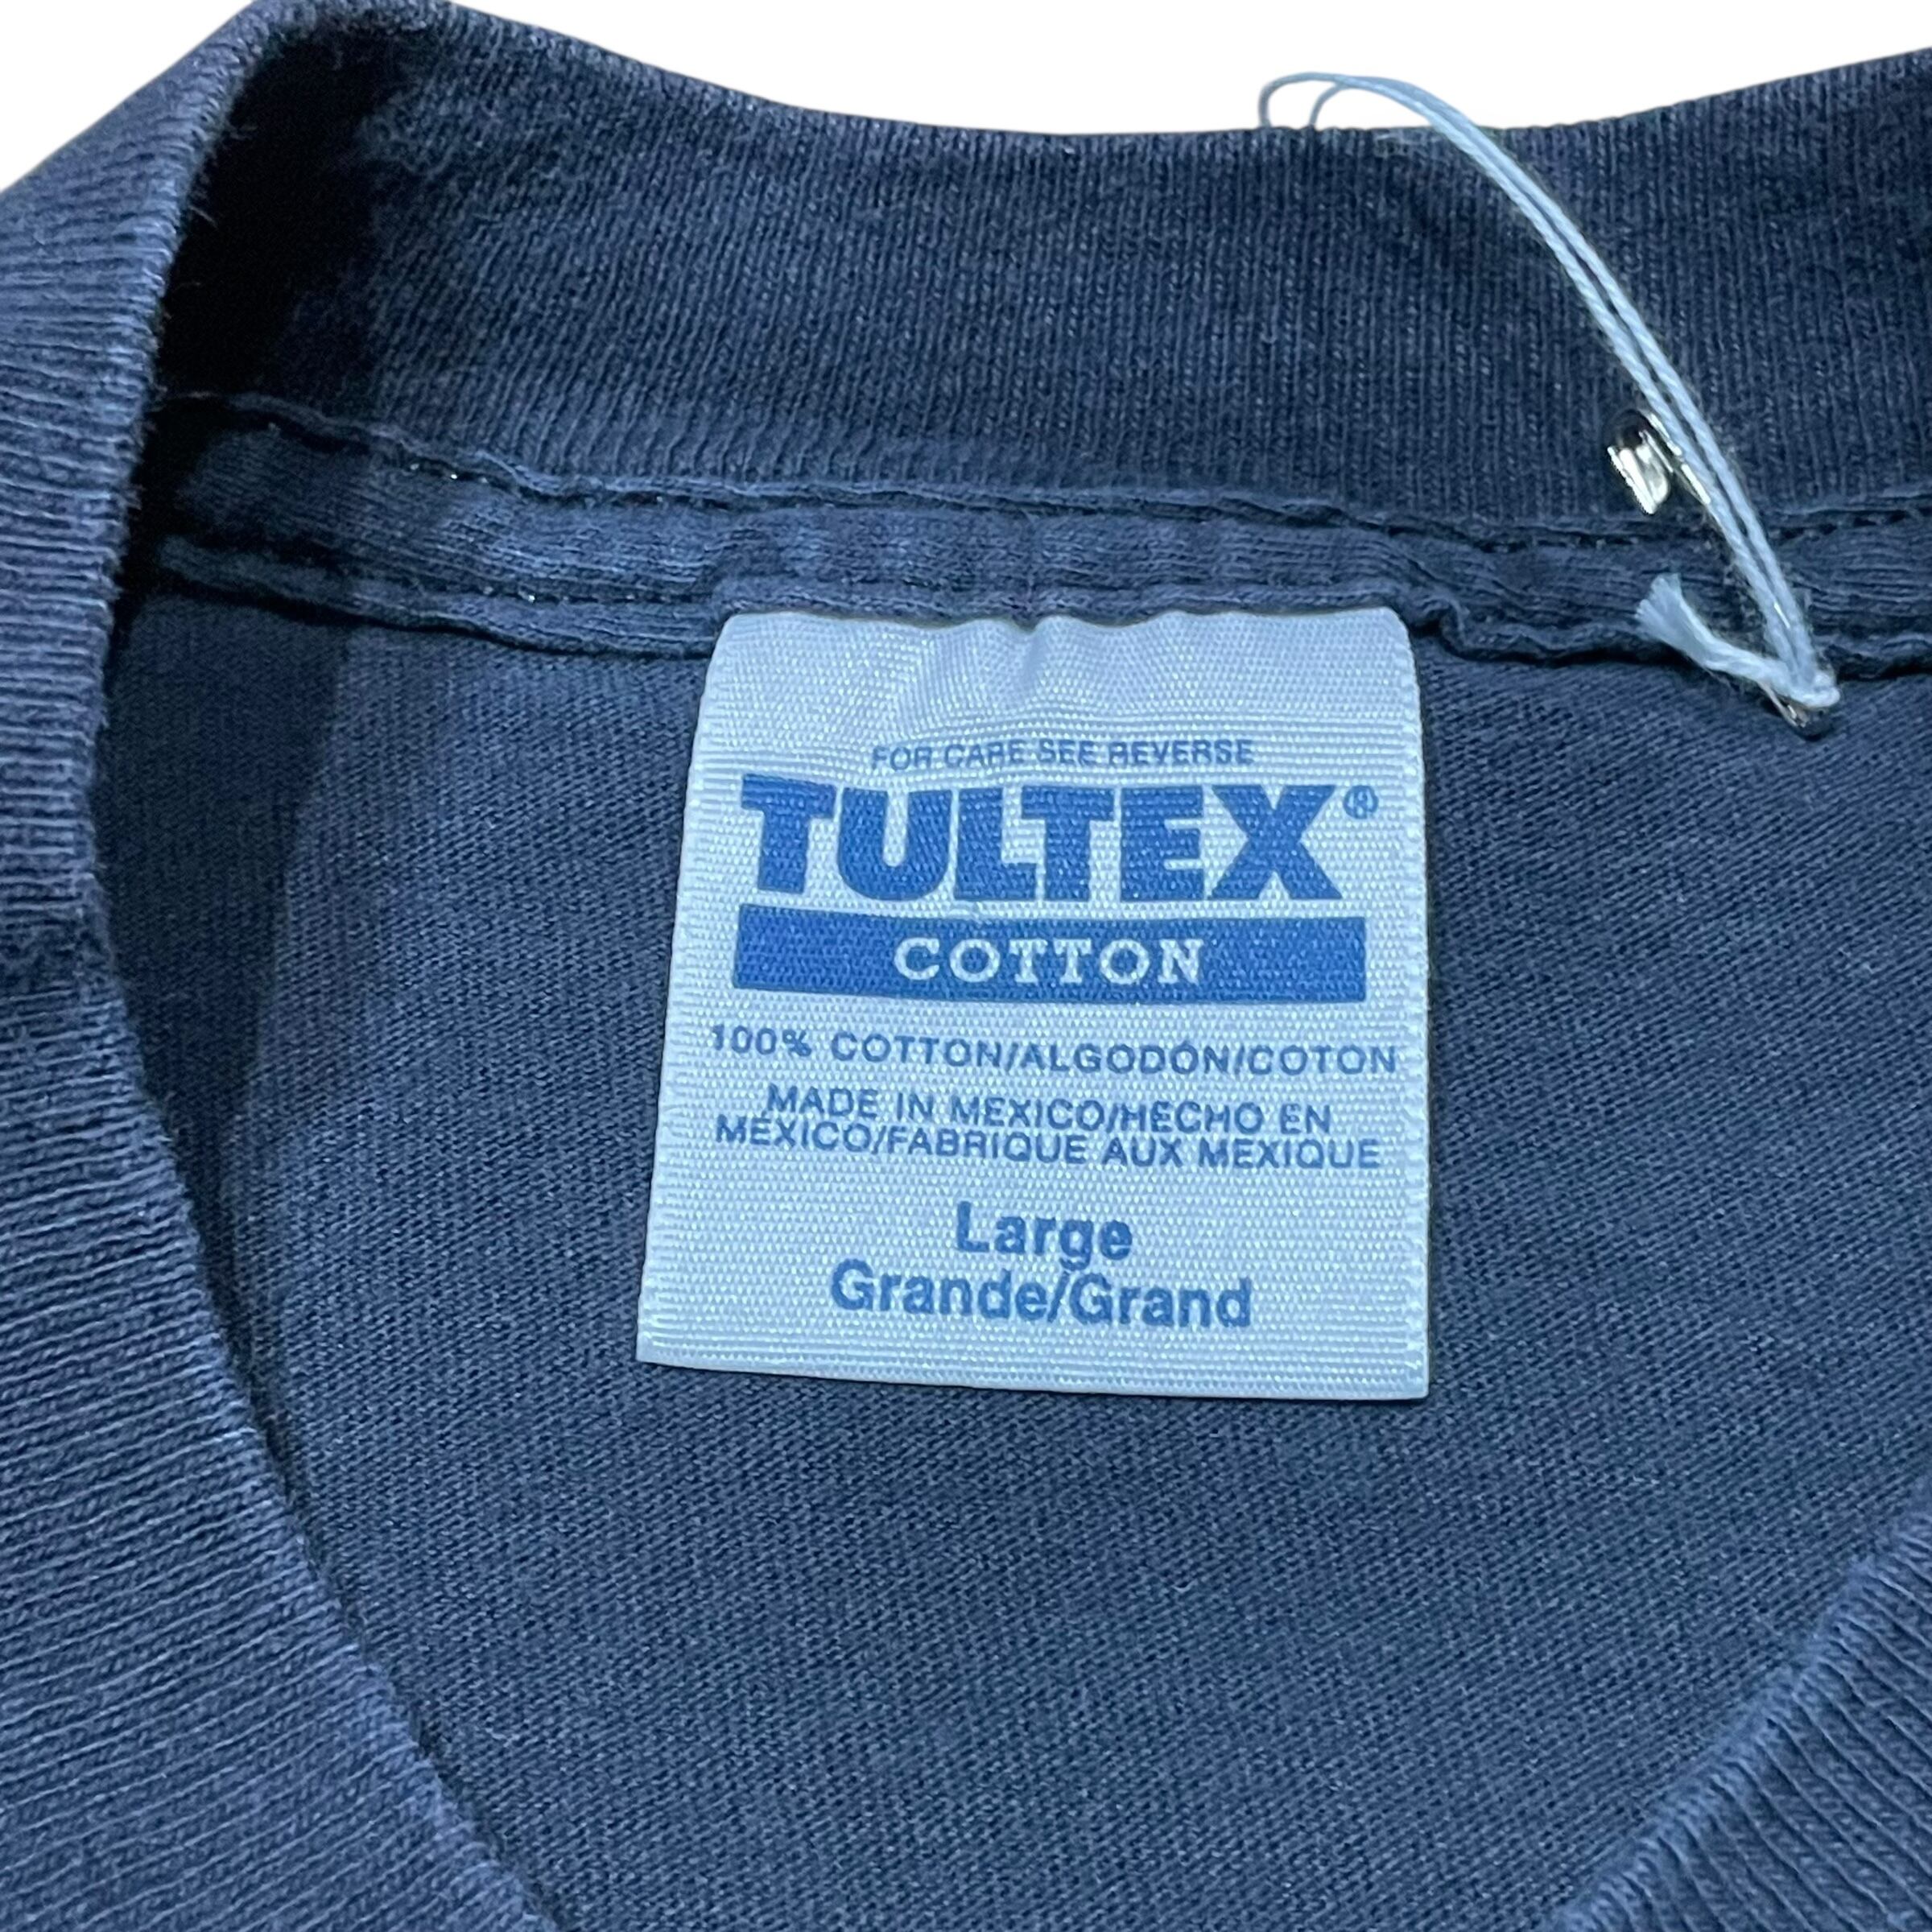 FOR CARE SEE REVERSE
TULTEX®
COTTON
100% COTTON/ALGODÓN/COTON
MADE IN MEXICO/HECHO EN
MÉXICO/FABRIQUE AUX MEXIQUE
Large
Grande/Grand